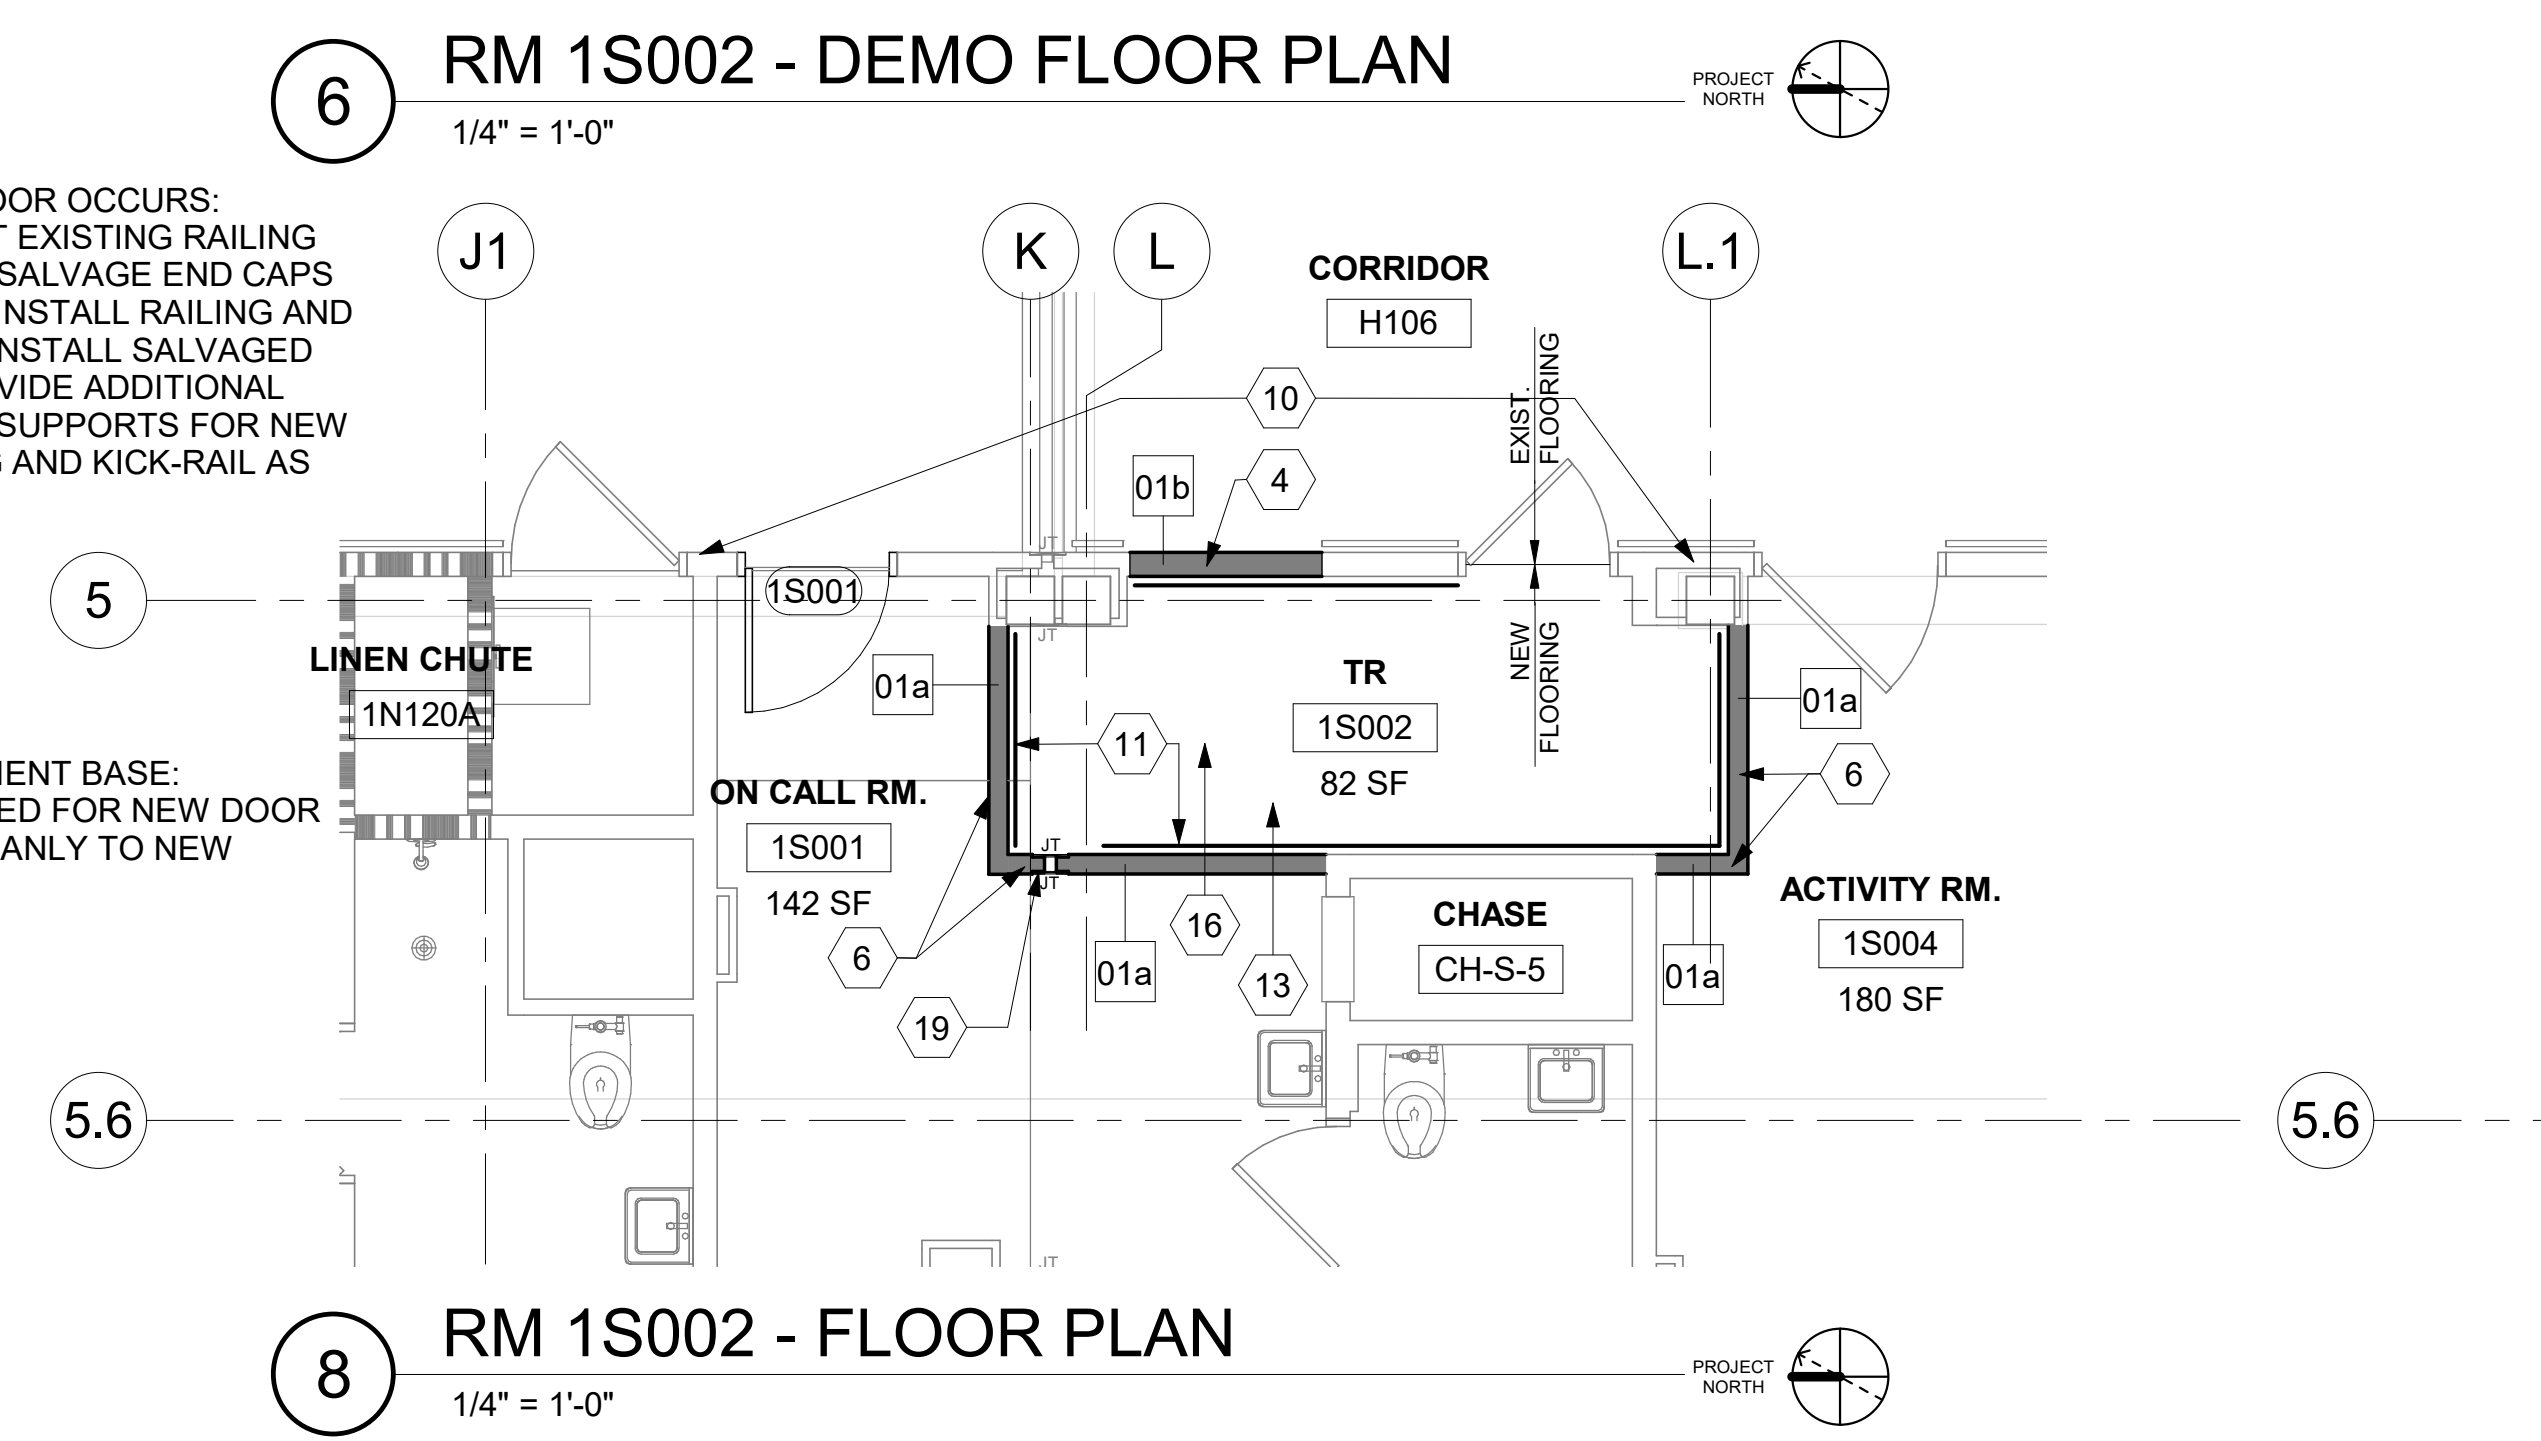 6
RM 1S002 - DEMO FLOOR PLAN
1/4" = 1'-0"
PROJECT
NORTH
OOR OCCURS:
T EXISTING RAILING
SALVAGE END CAPS
INSTALL RAILING AND
NSTALL SALVAGED
VIDE ADDITIONAL
SUPPORTS FOR NEW
G AND KICK-RAIL AS
J1
K
L
L.1
CORRIDOR
H106
10
EXIST.
FLOORING
01b
4
JT
1S001
5
JT
LINEN CHUTE
1N120A
01a
TR
1S002
82 SF
NEW
FLOORING
01a
11
6
MENT BASE:
ED FOR NEW DOOR
ANLY TO NEW
ON CALL RM.
1S001
142 SF
JT
JT
6
19
01a
16
13
CHASE
CH-S-5
01a
ACTIVITY RM.
1S004
180 SF
5.6
5.6
JT
8
RM 1S002 - FLOOR PLAN
1/4" = 1'-0"
PROJECT
NORTH